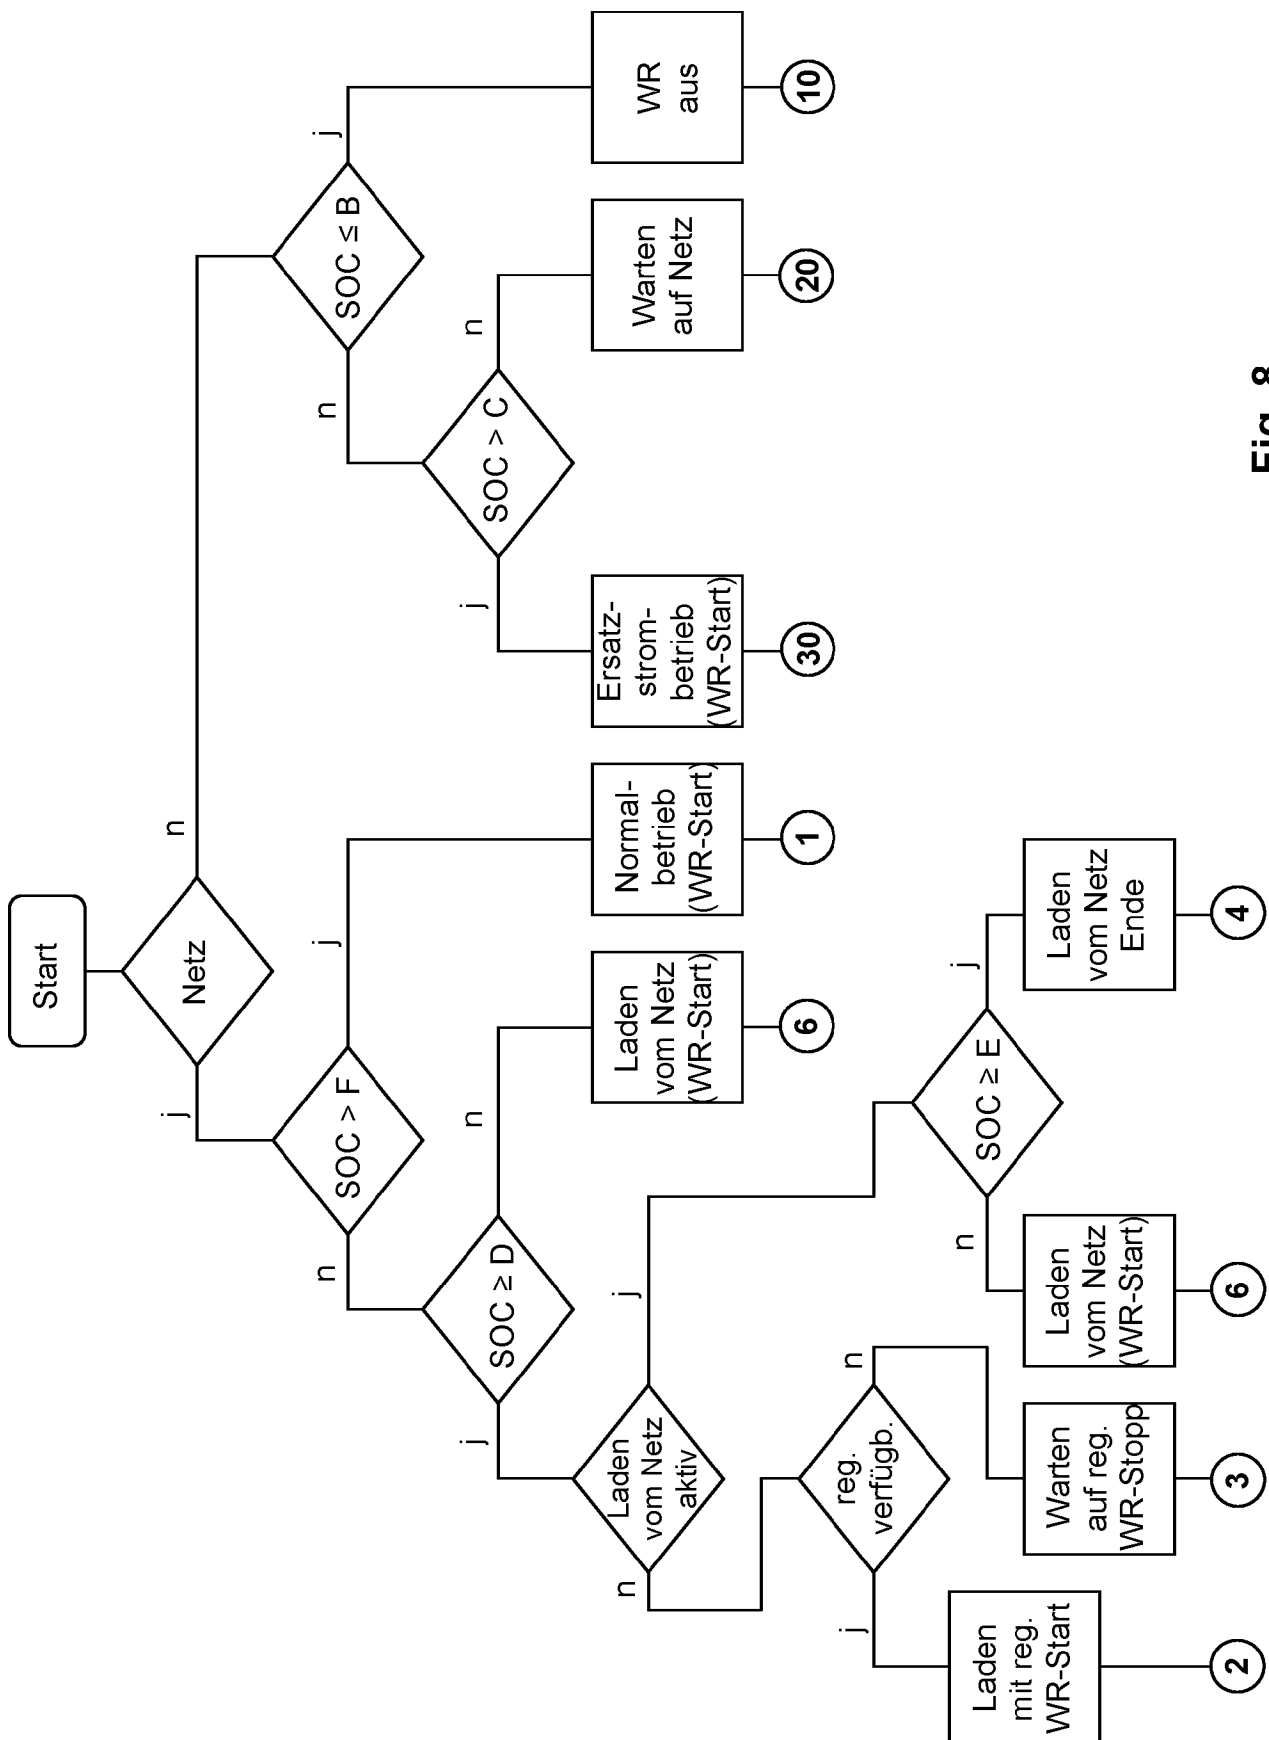 Start
Netz
j
n
SOC > F
n
j
SOC ≤ B
n
j
SOC ≥ D
j
n
SOC > C
j
n
Laden
vom Netz
aktiv
n
j
Laden
vom Netz
(WR-Start)
6
Normal-
betrieb
(WR-Start)
1
Ersatz-
strom-
betrieb
(WR-Start)
30
Warten
auf Netz
20
WR
aus
10
reg.
verfügb.
j
n
SOC ≥ E
n
j
Laden
mit reg.
WR-Start
2
Warten
auf reg.
WR-Stopp
3
Laden
vom Netz
(WR-Start)
6
Laden
vom Netz
Ende
4
Fig. 8